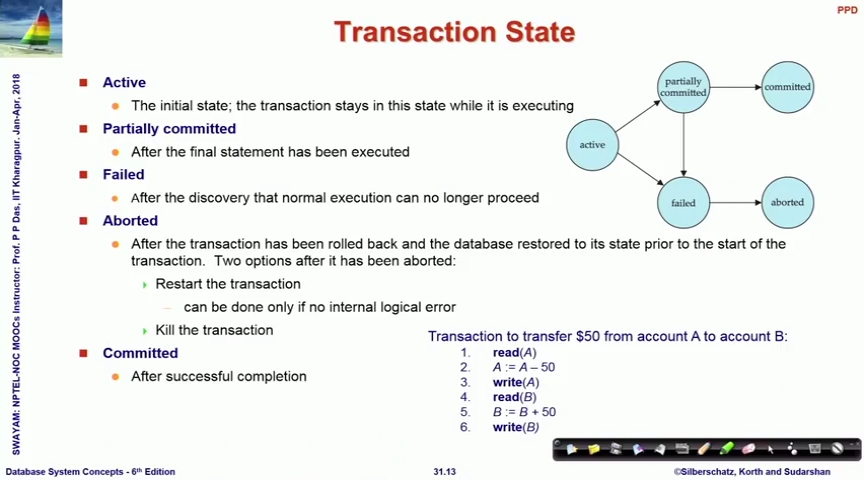 PPD
Transaction State
SWAYAM: NPTEL-NOC MOOCs Instructor: Prof. P P Das, IIT Kharagpur. Jan-Apr, 2018
Active
The initial state; the transaction stays in this state while it is executing
Partially committed
After the final statement has been executed
Failed
After the discovery that normal execution can no longer proceed
Aborted
After the transaction has been rolled back and the database restored to its state prior to the start of the
transaction. Two options after it has been aborted:
Restart the transaction
– can be done only if no internal logical error
Kill the transaction
Committed
After successful completion
partially
committed
committed
active
failed
aborted
Transaction to transfer $50 from account A to account B:
1. read(A)
2. A := A – 50
3. write(A)
4. read(B)
5. B := B + 50
6. write(B)
Database System Concepts - 6th Edition
31.13
©Silberschatz, Korth and Sudarshan